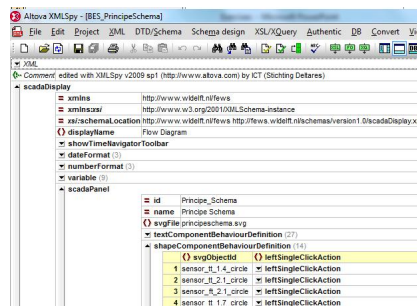 Altova XMLSpy - [BES_PrincipeSchema]
File Edit Project XML DTD/Schema Schema design XSL/XQuery Authentic DB Convert
XML
Comment edited with XMLSpy v2009 sp1 (http://www.altova.com) by ICT (Stichting Deltares)
scadaDisplay
= xmlns http://www.wldelft.nl/fews
= xmlns:xsi http://www.w3.org/2001/XMLSchema-instance
= xsi:schemaLocation http://www.wldelft.nl/fews http://fews.wldelft.nl/schemas/version1.0/scadaDisplay.x
() displayName Flow Diagram
showTimeNavigatorToolbar
dateFormat (3)
numberFormat (3)
variable (9)
scadaPanel
= id Principe_Schema
= name Principe Schema
() svgFile principeschema.svg
textComponentBehaviourDefinition (27)
shapeComponentBehaviourDefinition (14)
() svgObjectId () leftSingleClickAction
1 sensor_tt_1.4_circle leftSingleClickAction
2 sensor_tt_2.1_circle leftSingleClickAction
3 sensor_ft_2.1_circle leftSingleClickAction
4 sensor_tt_1.7_circle leftSingleClickAction